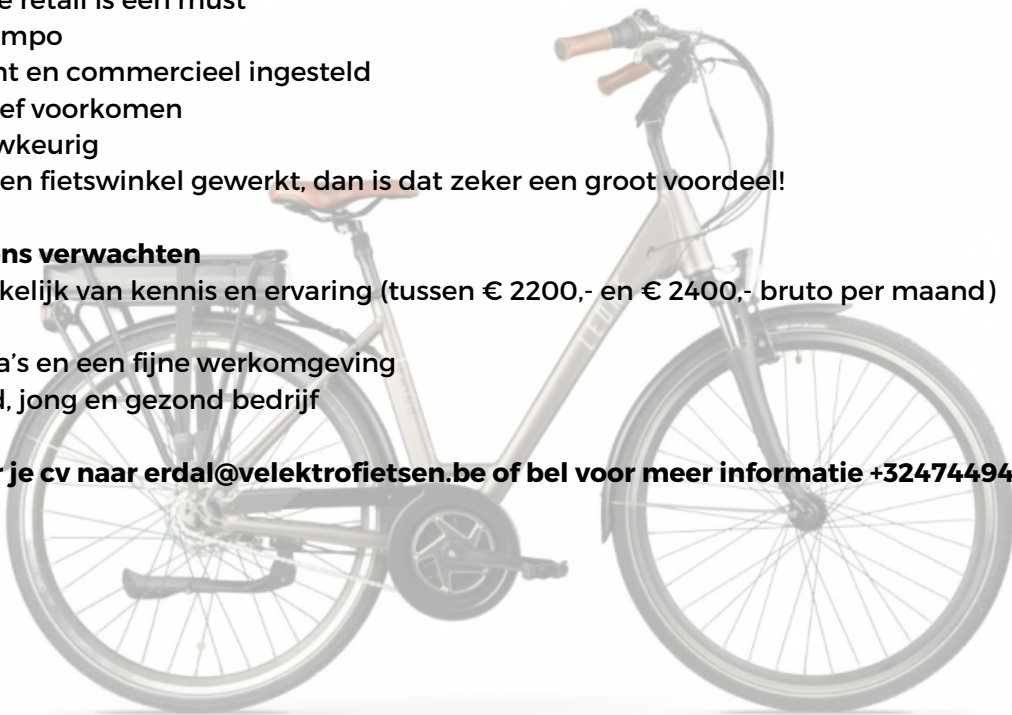 e retail is een must
mpo
nt en commercieel ingesteld
ef voorkomen
wkeurig
en fietswinkel gewerkt, dan is dat zeker een groot voordeel!
ons verwachten
kelijk van kennis en ervaring (tussen € 2200,- en € 2400,- bruto per maand)
a's en een fijne werkomgeving
d, jong en gezond bedrijf
r je cv naar erdal@velektrofietsen.be of bel voor meer informatie +32474494